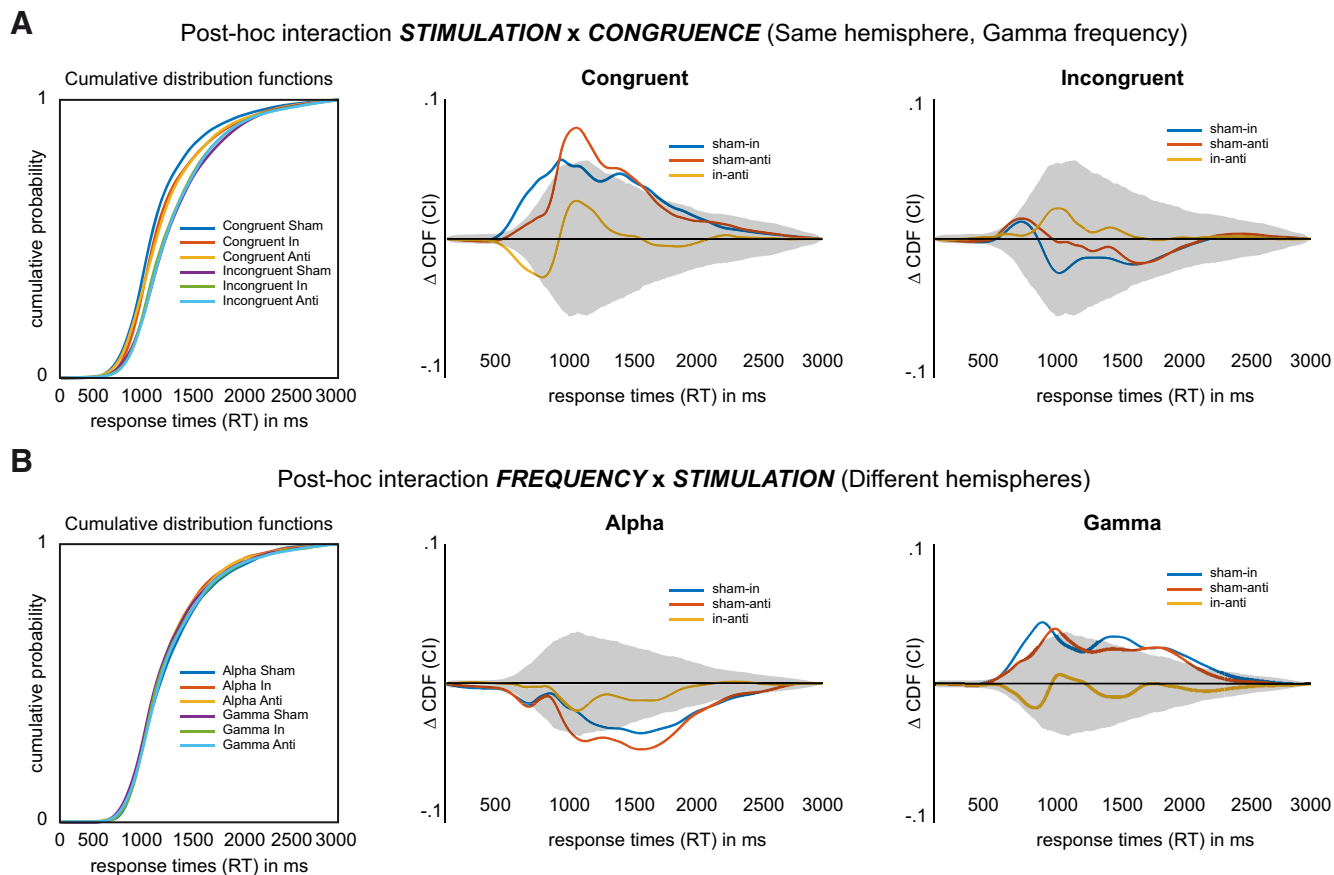 A
Post-hoc interaction STIMULATION x CONGRUENCE (Same hemisphere, Gamma frequency)
Cumulative distribution functions
1
cumulative probability
0
Congruent Sham
Congruent In
Congruent Anti
Incongruent Sham
Incongruent In
Incongruent Anti
0 500 1000 1500 2000 2500 3000
response times (RT) in ms
Congruent
.1
Δ CDF (CI)
-.1
sham-in
sham-anti
in-anti
500 1000 1500 2000 2500 3000
response times (RT) in ms
Incongruent
.1
Δ CDF (CI)
-.1
sham-in
sham-anti
in-anti
500 1000 1500 2000 2500 3000
response times (RT) in ms
B
Post-hoc interaction FREQUENCY x STIMULATION (Different hemispheres)
Cumulative distribution functions
1
cumulative probability
0
Alpha Sham
Alpha In
Alpha Anti
Gamma Sham
Gamma In
Gamma Anti
0 500 1000 1500 2000 2500 3000
response times (RT) in ms
Alpha
.1
Δ CDF (CI)
-.1
sham-in
sham-anti
in-anti
500 1000 1500 2000 2500 3000
response times (RT) in ms
Gamma
.1
Δ CDF (CI)
-.1
sham-in
sham-anti
in-anti
500 1000 1500 2000 2500 3000
response times (RT) in ms